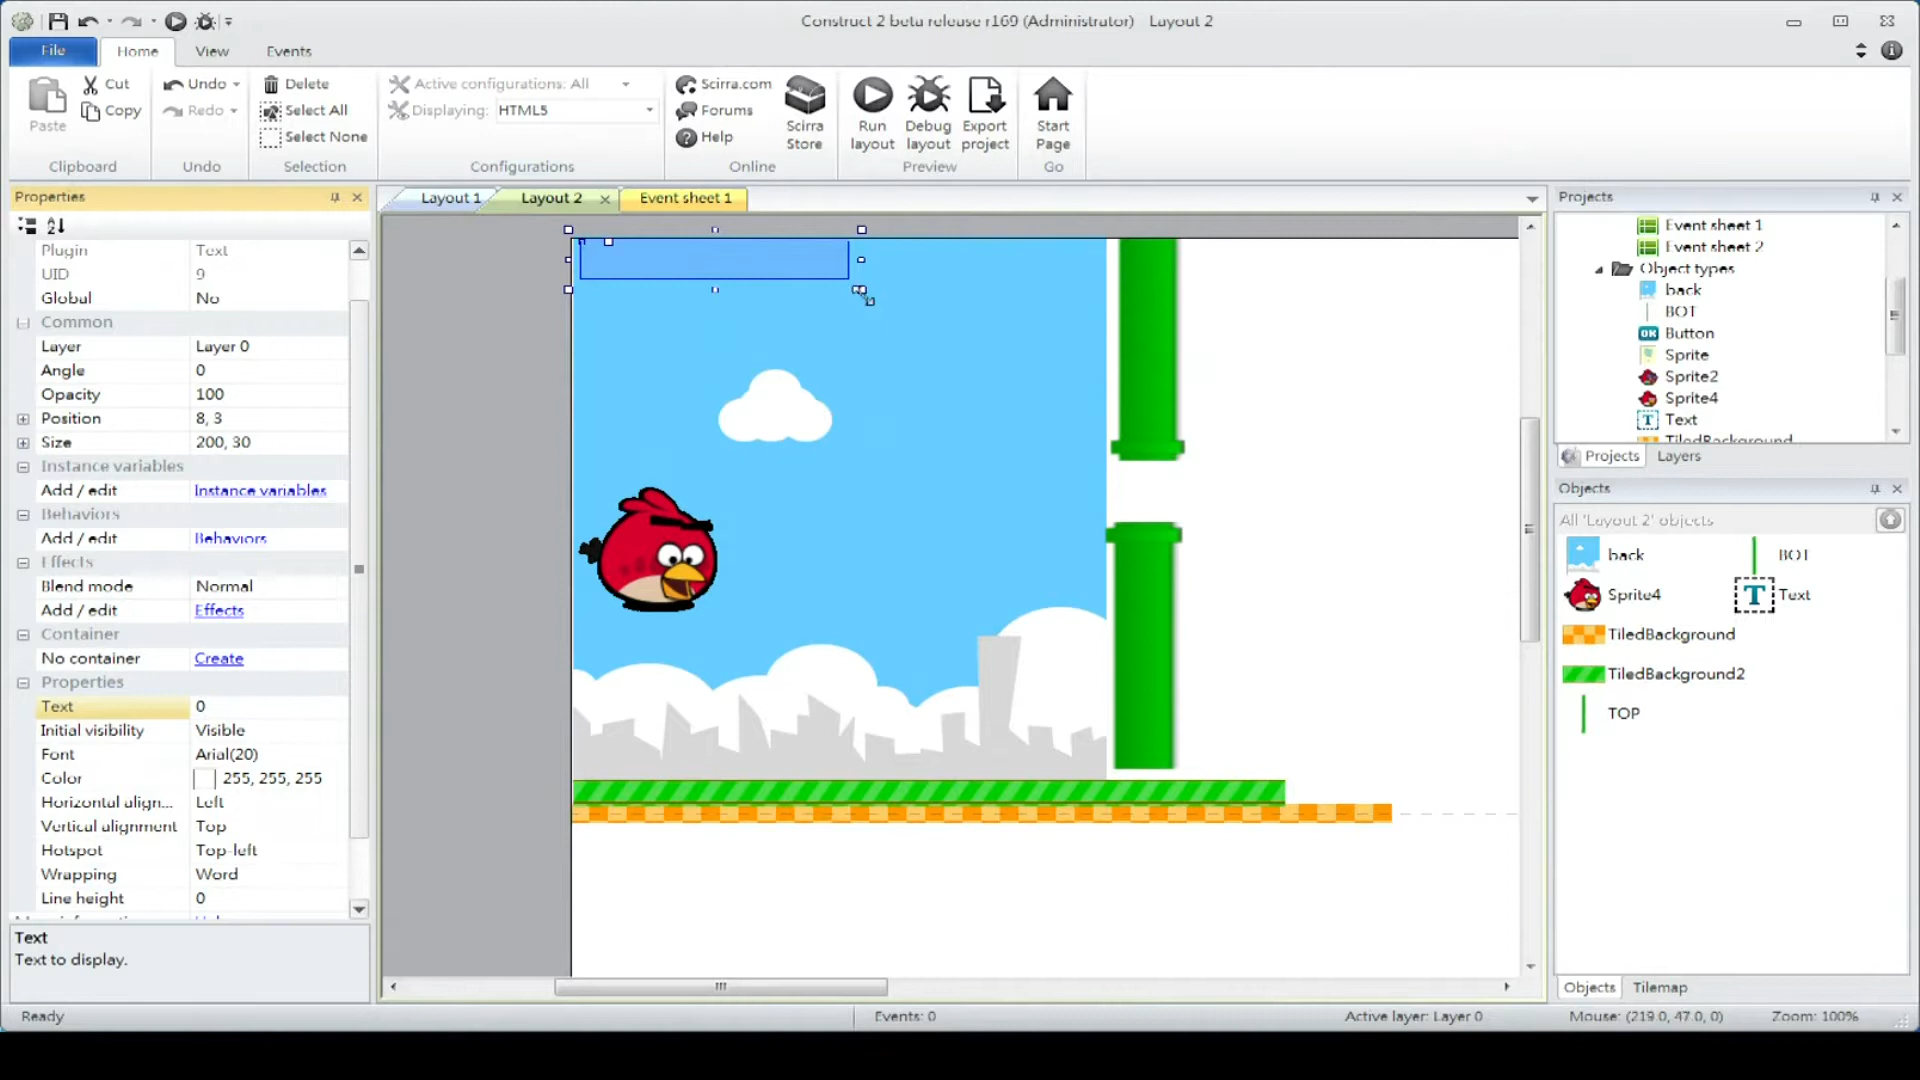 Construct 2 beta release r169 (Administrator)   Layout 2
File
Home
View
Events
Paste
Cut
Copy
Clipboard
Undo
Redo
Undo
Delete
Select All
Select None
Selection
Active configurations: All
Displaying: HTML5
Configurations
Scirra.com
Forums
Help
Scirra Store
Online
Run layout
Debug layout
Export project
Preview
Start Page
Go
Properties
Plugin Text
UID 9
Global No
Common
Layer Layer 0
Angle 0
Opacity 100
Position 8, 3
Size 200, 30
Instance variables
Add / edit Instance variables
Behaviors
Add / edit Behaviors
Effects
Blend mode Normal
Add / edit Effects
Container
No container Create
Properties
Text 0
Initial visibility Visible
Font Arial(20)
Color 255, 255, 255
Horizontal align... Left
Vertical alignment Top
Hotspot Top-left
Wrapping Word
Line height 0
Text
Text to display.
Layout 1
Layout 2
Event sheet 1
Projects
Event sheet 1
Event sheet 2
Object types
back
BOT
OK Button
Sprite
Sprite2
Sprite4
T Text
TiledBackground
Projects
Layers
Objects
All 'Layout 2' objects
back
BOT
Sprite4
T Text
TiledBackground
TiledBackground2
TOP
Objects
Tilemap
Ready
Events: 0
Active layer: Layer 0
Mouse: (219.0, 47.0, 0)
Zoom: 100%